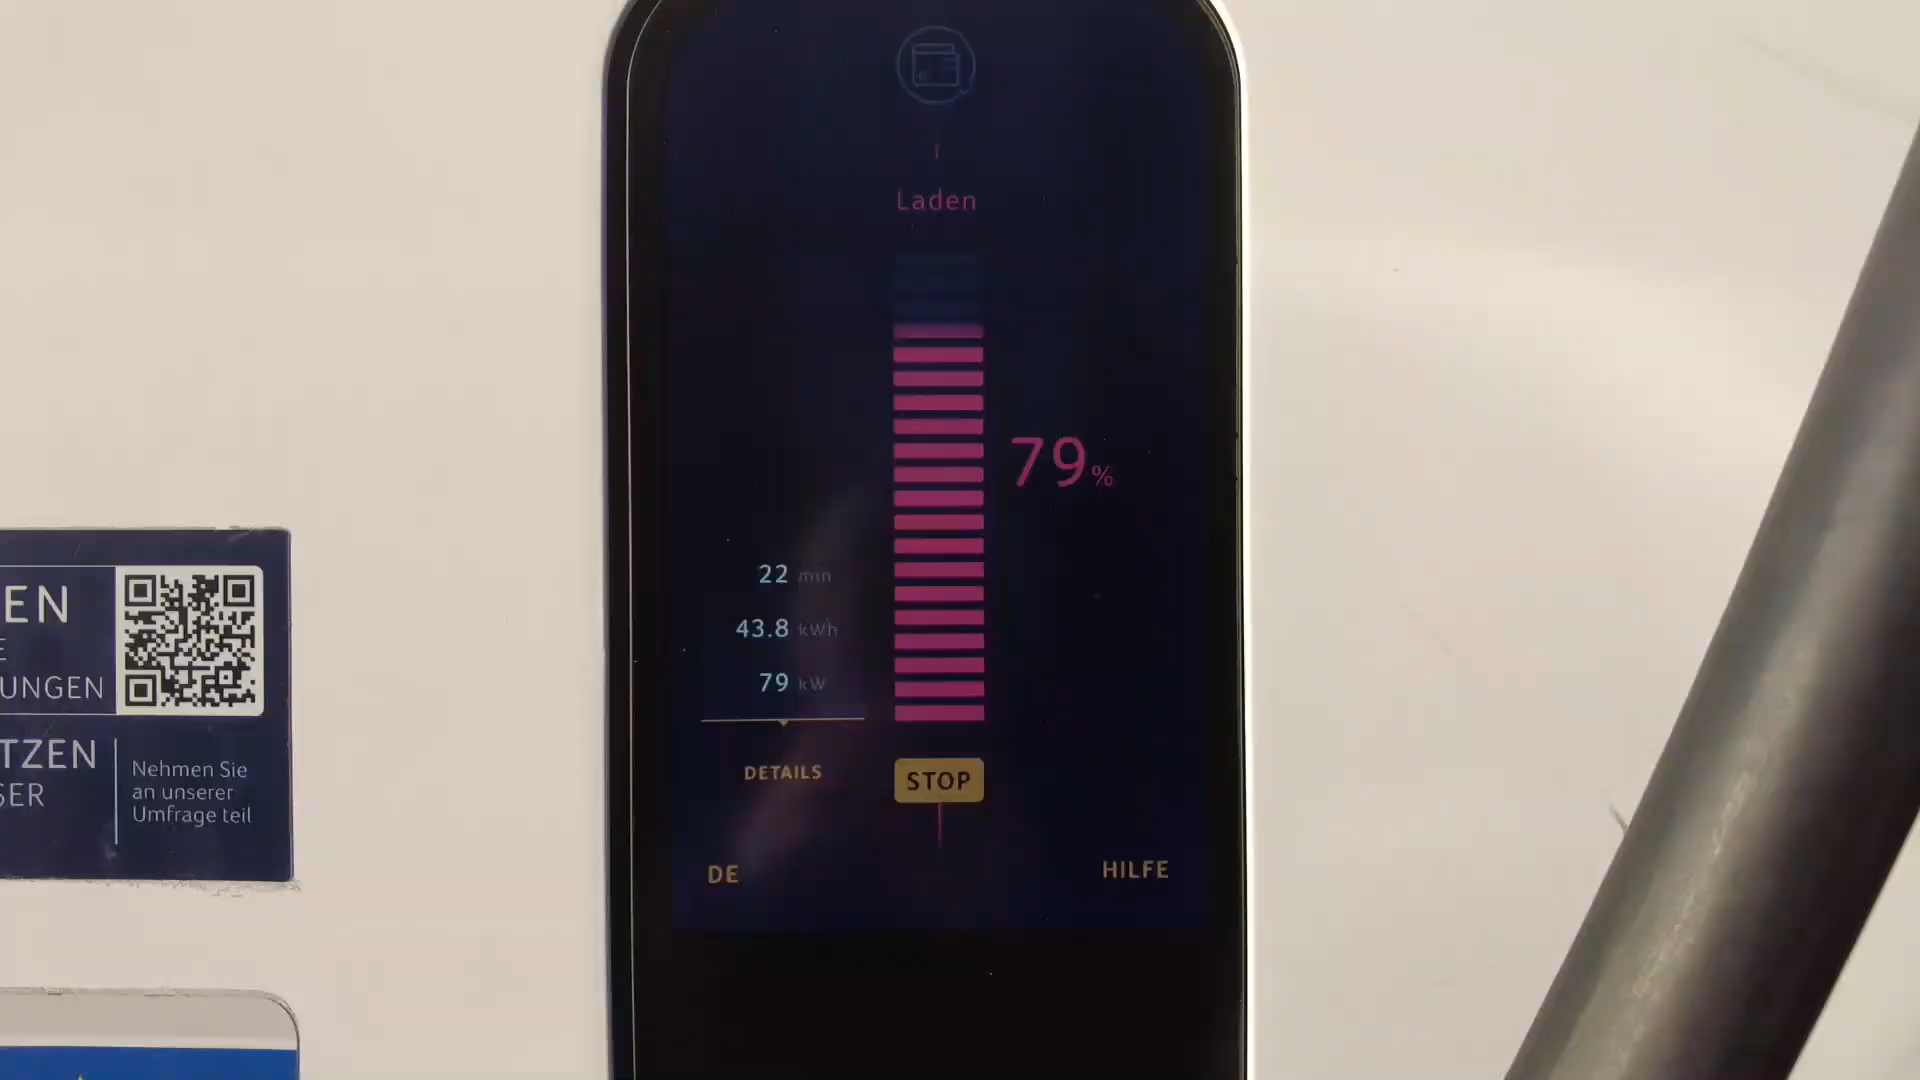 Laden
79%
22 min
43.8 kWh
79 kW
DETAILS
STOP
DE
HILFE
EN
E
UNGEN
TZEN
SER
Nehmen Sie
an unserer
Umfrage teil